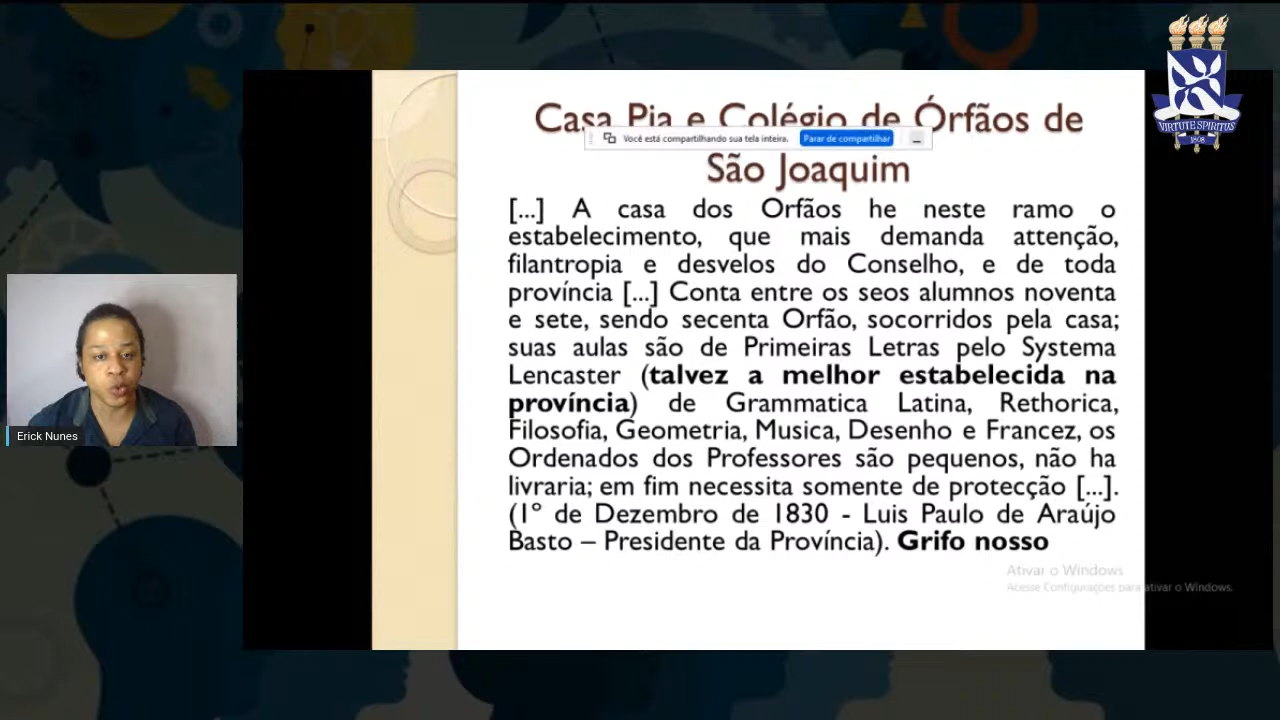 Casa Pia e Colégio de Órfãos de
Você está compartilhando sua tela inteira. Parar de compartilhar
São Joaquim
[...] A casa dos Orfãos he neste ramo o
estabelecimento, que mais demanda attenção,
filantropia e desvelos do Conselho, e de toda
província [...] Conta entre os seos alumnos noventa
e sete, sendo secenta Orfão, socorridos pela casa;
suas aulas são de Primeiras Letras pelo Systema
Lencaster (talvez a melhor estabelecida na
província) de Grammatica Latina, Rethorica,
Filosofia, Geometria, Musica, Desenho e Francez, os
Ordenados dos Professores são pequenos, não ha
livraria; em fim necessita somente de protecção [...].
(1º de Dezembro de 1830 - Luis Paulo de Araújo
Basto – Presidente da Província). Grifo nosso
Ativar o Windows
Acesse Configurações para ativar o Windows.
Erick Nunes
VIRTUTE SPIRITUS
1808